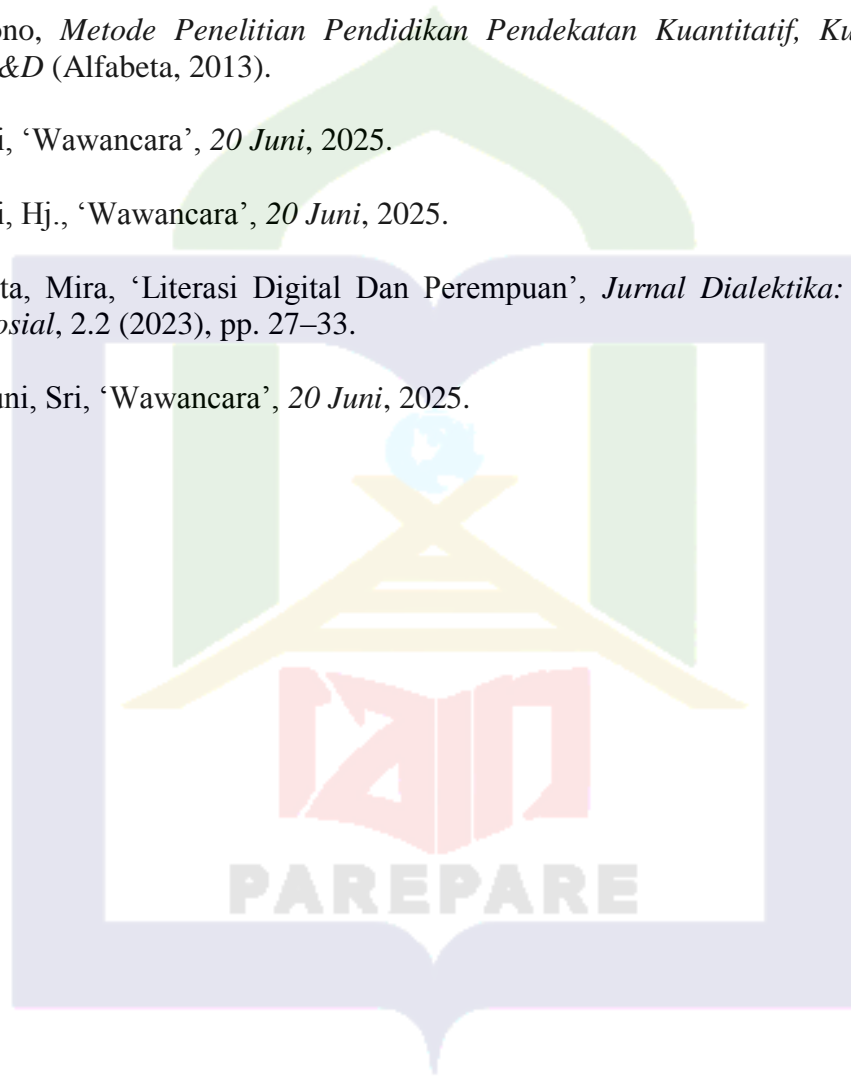 ono, Metode Penelitian Pendidikan Pendekatan Kuantitatif, Ku
&D (Alfabeta, 2013).
i, ‘Wawancara’, 20 Juni, 2025.
i, Hj., ‘Wawancara’, 20 Juni, 2025.
ta, Mira, ‘Literasi Digital Dan Perempuan’, Jurnal Dialektika:
osial, 2.2 (2023), pp. 27–33.
uni, Sri, ‘Wawancara’, 20 Juni, 2025.
iain
PAREPARE